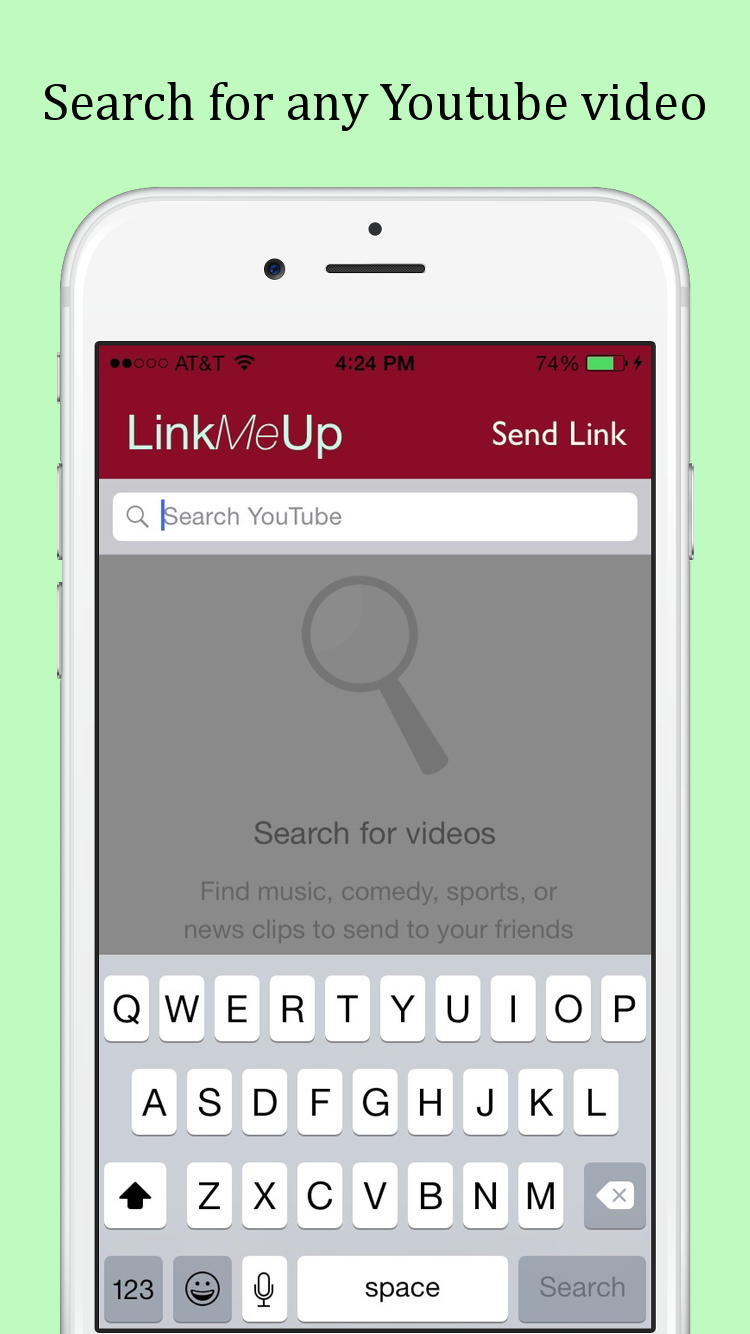 Search for any Youtube video
AT&T 4:24 PM 74%
LinkMeUp Send Link
Search YouTube
Search for videos
Find music, comedy, sports, or
news clips to send to your friends
Q W E R T Y U I O P
A S D F G H J K L
Z X C V B N M
123 space Search